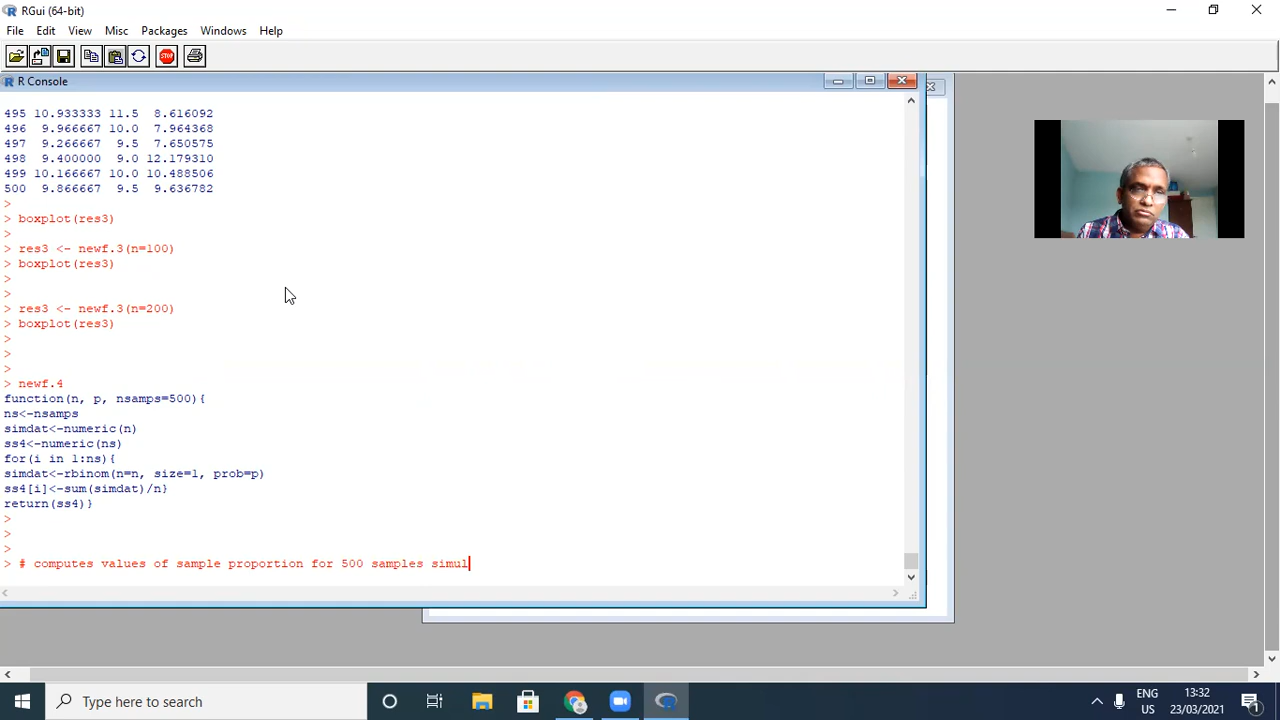 RGui (64-bit)
File Edit View Misc Packages Windows Help
STOP
R Console
495 10.933333 11.5 8.616092
496 9.966667 10.0 7.964368
497 9.266667 9.5 7.650575
498 9.400000 9.0 12.179310
499 10.166667 10.0 10.488506
500 9.866667 9.5 9.636782
>
> boxplot(res3)
>
> res3 <- newf.3(n=100)
> boxplot(res3)
>
>
> res3 <- newf.3(n=200)
> boxplot(res3)
>
>
>
> newf.4
function(n, p, nsamps=500){
ns<-nsamps
simdat<-numeric(n)
ss4<-numeric(ns)
for(i in 1:ns){
simdat<-rbinom(n=n, size=1, prob=p)
ss4[i]<-sum(simdat)/n}
return(ss4)}
>
>
>
> # computes values of sample proportion for 500 samples simul
Type here to search
ENG
US
13:32
23/03/2021
1